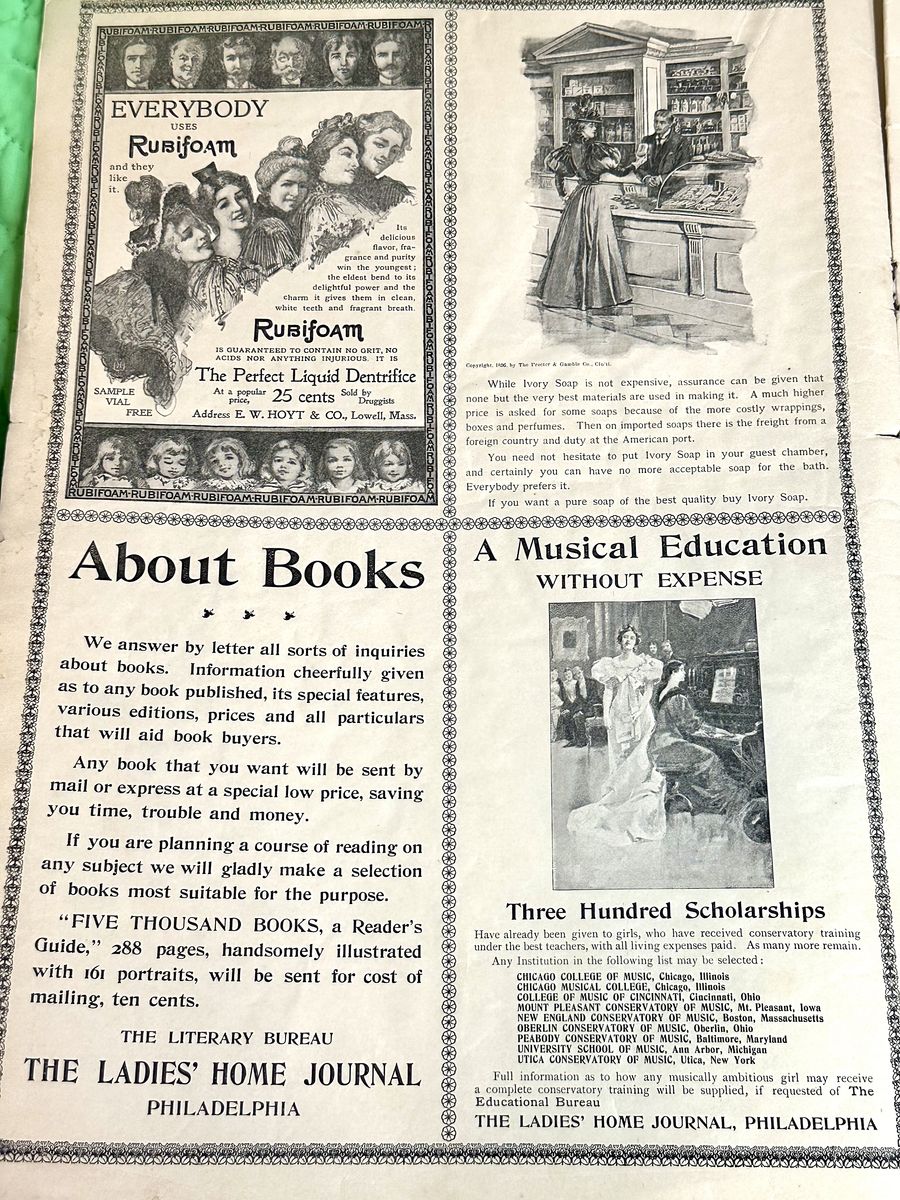 RUBIFOAM·RUBIFOAM·RUBIFOAM·RUBIFOAM·RUBIFOAM
EVERYBODY
USES
RUBIFOAM
and they
like
it.
Its
delicious
flavor, fra-
grance and purity
win the youngest;
the eldest bend to its
delightful power and the
charm it gives them in clean,
white teeth and fragrant breath.
RUBIFOAM
IS GUARANTEED TO CONTAIN NO GRIT, NO
ACIDS NOR ANYTHING INJURIOUS. IT IS
The Perfect Liquid Dentrifice
At a popular price, 25 cents Sold by Druggists
SAMPLE
VIAL
FREE
Address E. W. HOYT & CO., Lowell, Mass.
RUBIFOAM·RUBIFOAM·RUBIFOAM·RUBIFOAM·RUBIFOAM·RUBIFOAM
Copyright, 1896, by The Procter & Gamble Co., Cin'ti.
While Ivory Soap is not expensive, assurance can be given that
none but the very best materials are used in making it. A much higher
price is asked for some soaps because of the more costly wrappings,
boxes and perfumes. Then on imported soaps there is the freight from a
foreign country and duty at the American port.
You need not hesitate to put Ivory Soap in your guest chamber,
and certainly you can have no more acceptable soap for the bath.
Everybody prefers it.
If you want a pure soap of the best quality buy Ivory Soap.
About Books
We answer by letter all sorts of inquiries
about books. Information cheerfully given
as to any book published, its special features,
various editions, prices and all particulars
that will aid book buyers.
Any book that you want will be sent by
mail or express at a special low price, saving
you time, trouble and money.
If you are planning a course of reading on
any subject we will gladly make a selection
of books most suitable for the purpose.
“FIVE THOUSAND BOOKS, a Reader's
Guide,” 288 pages, handsomely illustrated
with 161 portraits, will be sent for cost of
mailing, ten cents.
THE LITERARY BUREAU
THE LADIES' HOME JOURNAL
PHILADELPHIA
A Musical Education
WITHOUT EXPENSE
Three Hundred Scholarships
Have already been given to girls, who have received conservatory training
under the best teachers, with all living expenses paid. As many more remain.
Any Institution in the following list may be selected:
CHICAGO COLLEGE OF MUSIC, Chicago, Illinois
CHICAGO MUSICAL COLLEGE, Chicago, Illinois
COLLEGE OF MUSIC OF CINCINNATI, Cincinnati, Ohio
MOUNT PLEASANT CONSERVATORY OF MUSIC, Mt. Pleasant, Iowa
NEW ENGLAND CONSERVATORY OF MUSIC, Boston, Massachusetts
OBERLIN CONSERVATORY OF MUSIC, Oberlin, Ohio
PEABODY CONSERVATORY OF MUSIC, Baltimore, Maryland
UNIVERSITY SCHOOL OF MUSIC, Ann Arbor, Michigan
UTICA CONSERVATORY OF MUSIC, Utica, New York
Full information as to how any musically ambitious girl may receive
a complete conservatory training will be supplied, if requested of The
Educational Bureau
THE LADIES' HOME JOURNAL, PHILADELPHIA